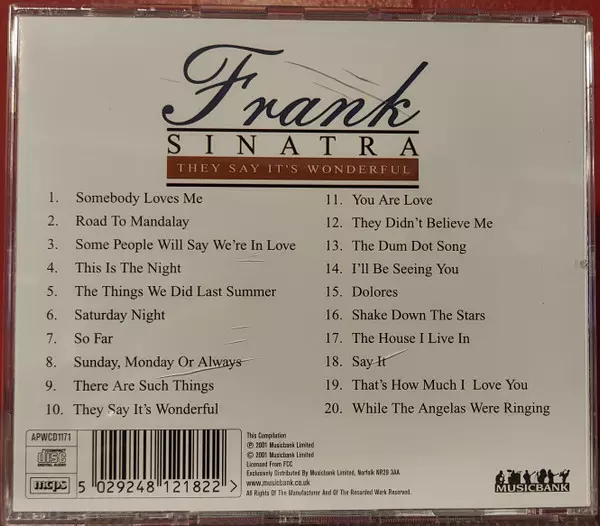 Frank
SINATRA
THEY SAY IT'S WONDERFUL
1. Somebody Loves Me
2. Road To Mandalay
3. Some People Will Say We're In Love
4. This Is The Night
5. The Things We Did Last Summer
6. Saturday Night
7. So Far
8. Sunday, Monday Or Always
9. There Are Such Things
10. They Say It's Wonderful
11. You Are Love
12. They Didn't Believe Me
13. The Dum Dot Song
14. I'll Be Seeing You
15. Dolores
16. Shake Down The Stars
17. The House I Live In
18. Say It
19. That's How Much I Love You
20. While The Angelas Were Ringing
APWCD1171
COMPACT
disc
DIGITAL AUDIO
mcps
5 029248 121822 >
This Compilation
℗ 2001 Musicbank Limited
© 2001 Musicbank Limited
Licensed From FCC
Exclusively Distributed By Musicbank Limited, Norfolk NR29 3AA
www.musicbank.co.uk
All Rights Of The Manufacturer And Of The Recorded Work Reserved.
MUSICBANK